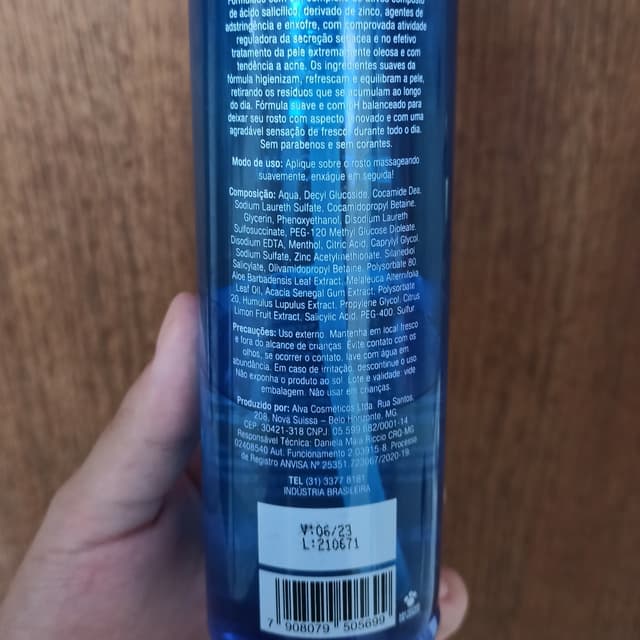 de ácido salicílico, derivado de zinco, agentes de
adstringência e enxofre, com comprovada atividade
reguladora da secreção sebácea e no efetivo
tratamento da pele extremamente oleosa e com
tendência a acne. Os ingredientes suaves da
fórmula higienizam, refrescam e equilibram a pele,
retirando os resíduos que se acumulam ao longo
do dia. Fórmula suave e com pH balanceado para
deixar seu rosto com aspecto renovado e com uma
agradável sensação de frescor durante todo o dia.
Sem parabenos e sem corantes.
Modo de uso: Aplique sobre o rosto massageando
suavemente, enxágue em seguida!
Composição: Aqua, Decyl Glucoside, Cocamide Dea,
Sodium Laureth Sulfate, Cocamidopropyl Betaine,
Glycerin, Phenoxyethanol, Disodium Laureth
Sulfosuccinate, PEG-120 Methyl Glucose Dioleate,
Disodium EDTA, Menthol, Citric Acid, Caprylyl Glycol,
Sodium Sulfate, Zinc Acetylmethionate, Silanediol
Salicylate, Olivamidopropyl Betaine, Polysorbate 80,
Aloe Barbadensis Leaf Extract, Melaleuca Alternifolia
Leaf Oil, Acacia Senegal Gum Extract, Polysorbate
20, Humulus Lupulus Extract, Propylene Glycol, Citrus
Limon Fruit Extract, Salicylic Acid, PEG-400, Sulfur.
Precauções: Uso externo. Mantenha em local fresco
e fora do alcance de crianças. Evite contato com os
olhos, se ocorrer o contato, lave com água em
abundância. Em caso de irritação, descontinue o uso.
Não exponha o produto ao sol. Lote e validade: vide
embalagem. Não usar em crianças.
Produzido por: Alva Cosméticos Ltda. Rua Santos,
208, Nova Suíssa – Belo Horizonte, MG.
CEP: 30421-318 CNPJ: 05.599.682/0001-14
Responsável Técnica: Daniela Maia Riccio CRQ-MG
02408540 Aut. Funcionamento 2.03915-8 Processo
de Registro ANVISA Nº 25351.723067/2020-19
TEL (31) 3377 8181
INDÚSTRIA BRASILEIRA
V:06/23
L:210671
7 908079 505699